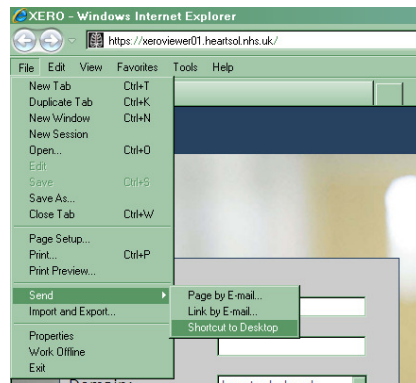 XERO - Windows Internet Explorer
https://xeroviewer01.heartsol.nhs.uk/
File Edit View Favorites Tools Help
New Tab Ctrl+T
Duplicate Tab Ctrl+K
New Window Ctrl+N
New Session
Open... Ctrl+O
Edit
Save Ctrl+S
Save As...
Close Tab Ctrl+W
Page Setup...
Print... Ctrl+P
Print Preview...
Send
Page by E-mail...
Import and Export...
Link by E-mail...
Shortcut to Desktop
Properties
Work Offline
Exit